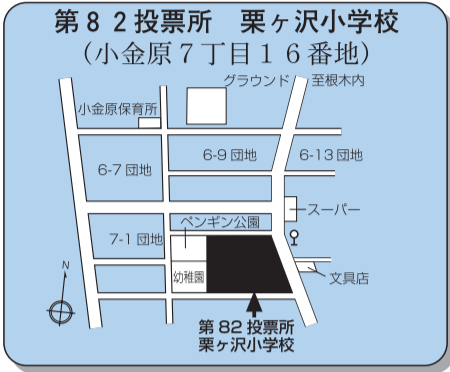 第８２投票所　栗ヶ沢小学校
（小金原７丁目１６番地）
グラウンド
至根木内
小金原保育所
6-9 団地
6-13 団地
6-7 団地
スーパー
ペンギン公園
7-1 団地
幼稚園
文具店
N
第 82 投票所
栗ヶ沢小学校